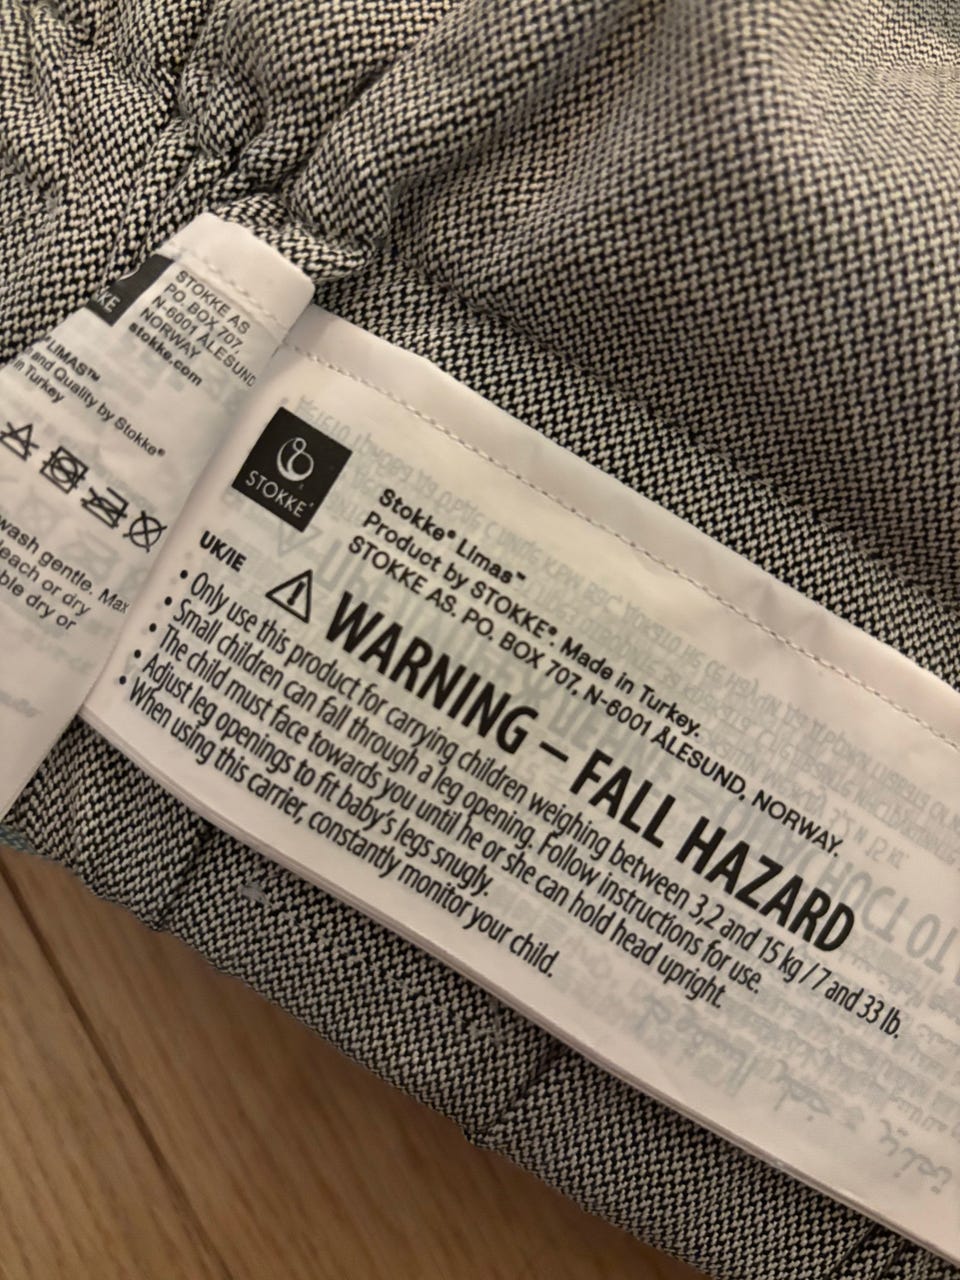 KE
STOKKE AS
PO. BOX 707,
N-6001 ÅLESUND
NORWAY
stokke.com
LIMAS™
and Quality by Stokke®
in Turkey
wash gentle. Max
leach or dry
ble dry or
STOKKE®
Stokke® Limas™
Product by STOKKE®. Made in Turkey.
STOKKE AS. PO. BOX 707, N-6001 ÅLESUND, NORWAY.
UK/IE
WARNING – FALL HAZARD
• Only use this product for carrying children weighing between 3,2 and 15 kg / 7 and 33 lb.
• Small children can fall through a leg opening. Follow instructions for use.
• The child must face towards you until he or she can hold head upright.
• Adjust leg openings to fit baby's legs snugly.
• When using this carrier, constantly monitor your child.